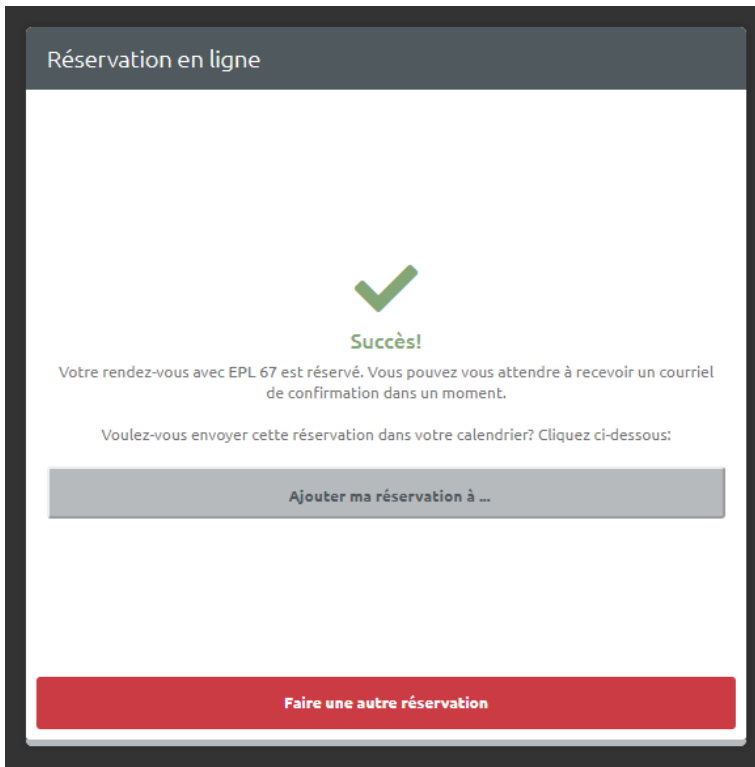 Réservation en ligne
Succès!
Votre rendez-vous avec EPL 67 est réservé. Vous pouvez vous attendre à recevoir un courriel
de confirmation dans un moment.
Voulez-vous envoyer cette réservation dans votre calendrier? Cliquez ci-dessous:
Ajouter ma réservation à ...
Faire une autre réservation